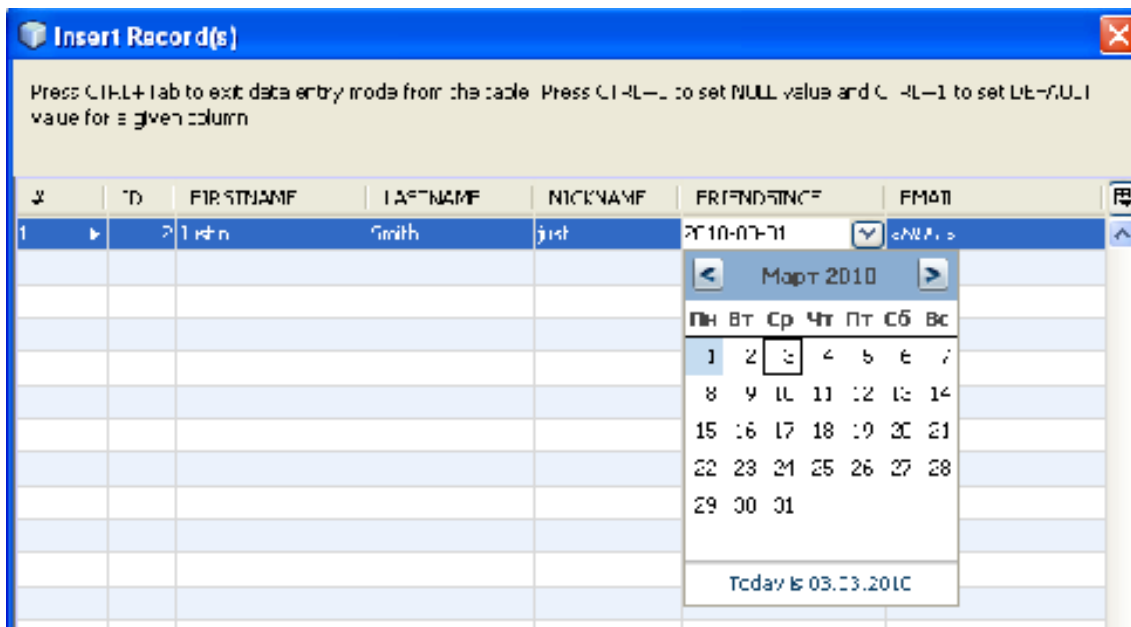 Insert Record(s)
Press CTRL+Tab to exit data entry mode from the table. Press CTRL+0 to set NULL value and CTRL+1 to set DEFAULT
value for a given column
# ID FIRSTNAME LASTNAME NICKNAME FRIENDSINCE EMAIL
1 2 Justin Smith just 2010-03-01 <NULL>
Март 2010
Пн Вт Ср Чт Пт Сб Вс
1 2 3 4 5 6 7
8 9 10 11 12 13 14
15 16 17 18 19 20 21
22 23 24 25 26 27 28
29 30 31
Today is 03.03.2010